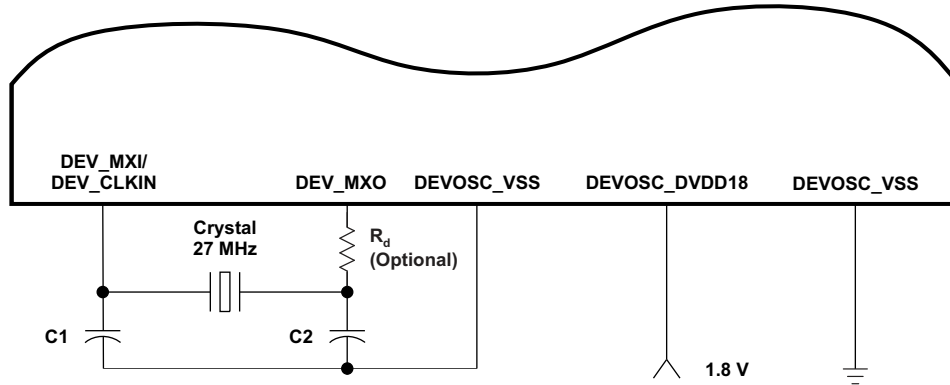 DEV_MXI/
DEV_CLKIN
DEV_MXO
DEVOSC_VSS
DEVOSC_DVDD18
DEVOSC_VSS
Crystal
27 MHz
Rd
(Optional)
C1
C2
1.8 V